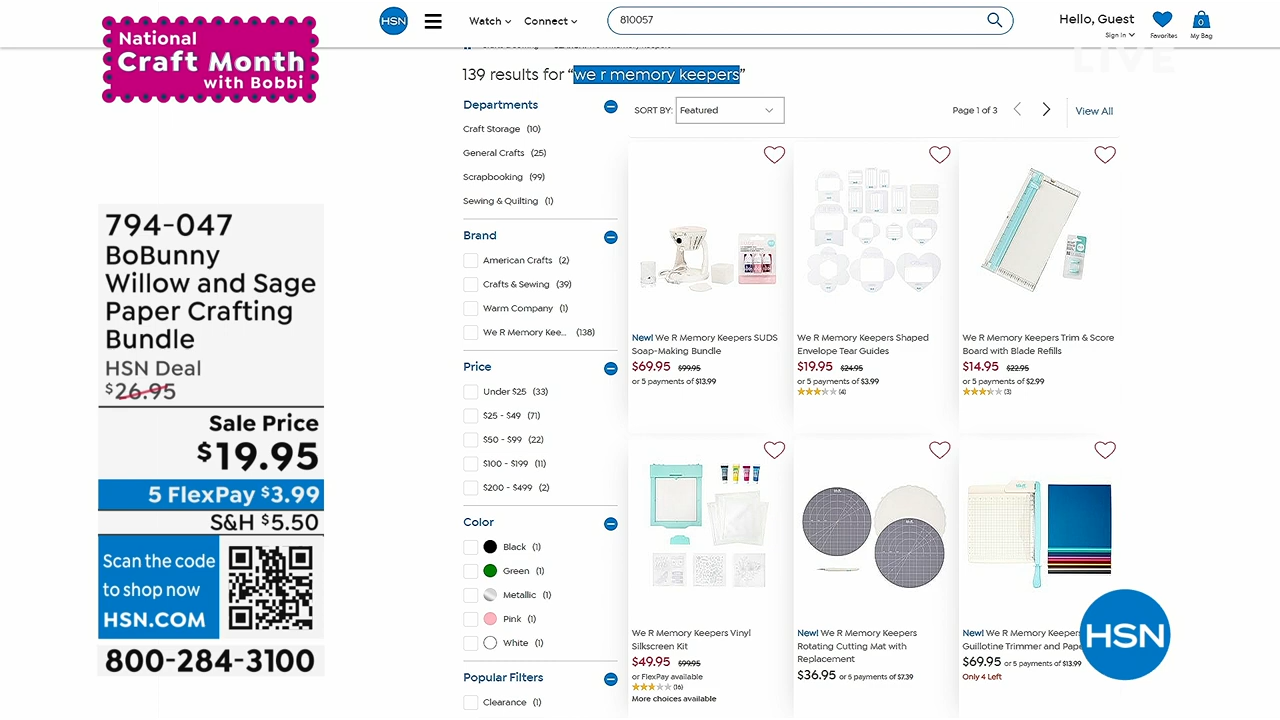 National
Craft Month
with Bobbi
HSN
Watch
Connect
810057
Hello, Guest
Sign In
Favorites
0
My Bag
LIVE
139 results for “we r memory keepers”
794-047
BoBunny
Willow and Sage
Paper Crafting
Bundle
HSN Deal
$26.95
Sale Price
$19.95
5 FlexPay $3.99
S&H $5.50
Scan the code
to shop now
HSN.COM
800-284-3100
Departments
Craft Storage (10)
General Crafts (25)
Scrapbooking (99)
Sewing & Quilting (1)
Brand
American Crafts (2)
Crafts & Sewing (39)
Warm Company (1)
We R Memory Kee... (138)
Price
Under $25 (33)
$25 - $49 (71)
$50 - $99 (22)
$100 - $199 (11)
$200 - $499 (2)
Color
Black (1)
Green (1)
Metallic (1)
Pink (1)
White (1)
Popular Filters
Clearance (1)
SORT BY: Featured
Page 1 of 3
View All
New! We R Memory Keepers SUDS
Soap-Making Bundle
$69.95 $99.95
or 5 payments of $13.99
We R Memory Keepers Shaped
Envelope Tear Guides
$19.95 $24.95
or 5 payments of $3.99
(4)
We R Memory Keepers Trim & Score
Board with Blade Refills
$14.95 $22.95
or 5 payments of $2.99
(3)
We R Memory Keepers Vinyl
Silkscreen Kit
$49.95 $99.95
or FlexPay available
(16)
More choices available
New! We R Memory Keepers
Rotating Cutting Mat with
Replacement
$36.95 or 5 payments of $7.39
New! We R Memory Keepers
Guillotine Trimmer and Pape
$69.95 or 5 payments of $13.99
Only 4 Left
HSN